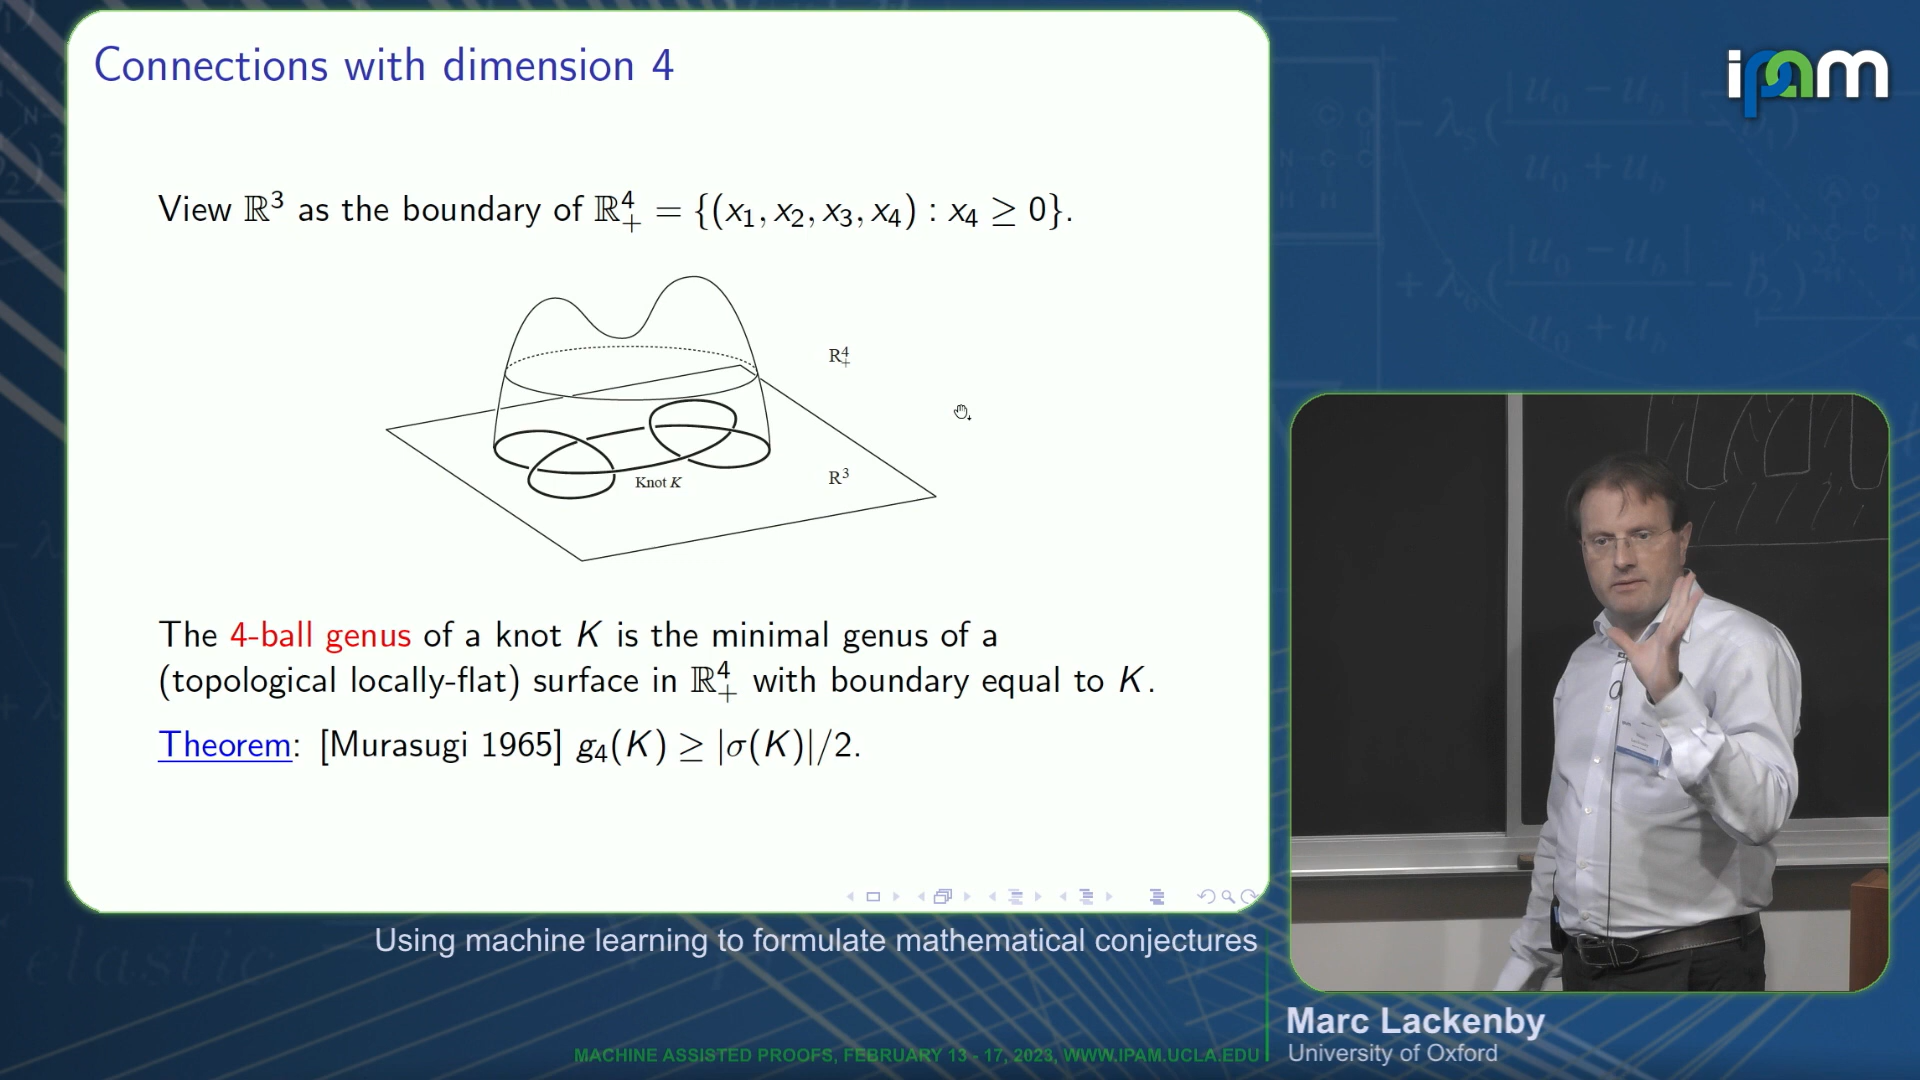 Connections with dimension 4
ipam
View ℝ³ as the boundary of ℝ⁴₊ = {(x₁, x₂, x₃, x₄) : x₄ ≥ 0}.
R⁴₊
R³
Knot K
The 4-ball genus of a knot K is the minimal genus of a
(topological locally-flat) surface in ℝ⁴₊ with boundary equal to K.
Theorem: [Murasugi 1965] g₄(K) ≥ |σ(K)|/2.
Using machine learning to formulate mathematical conjectures
Marc Lackenby
University of Oxford
MACHINE ASSISTED PROOFS, FEBRUARY 13 - 17, 2023, WWW.IPAM.UCLA.EDU
elastic